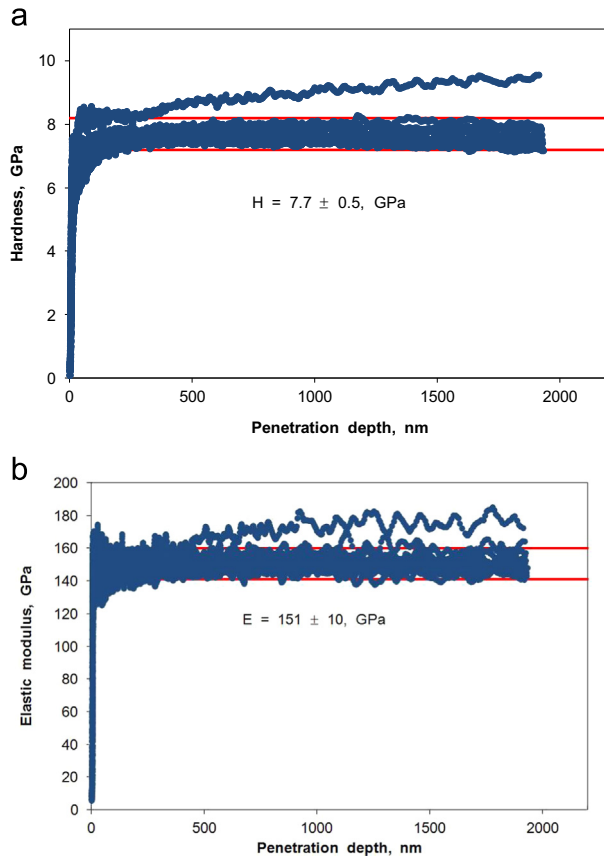 a
10
8
6
4
2
0
Hardness, GPa
H = 7.7 ± 0.5, GPa
0 500 1000 1500 2000
Penetration depth, nm
b
200
180
160
140
120
100
80
60
40
20
0
Elastic modulus, GPa
E = 151 ± 10, GPa
0 500 1000 1500 2000
Penetration depth, nm